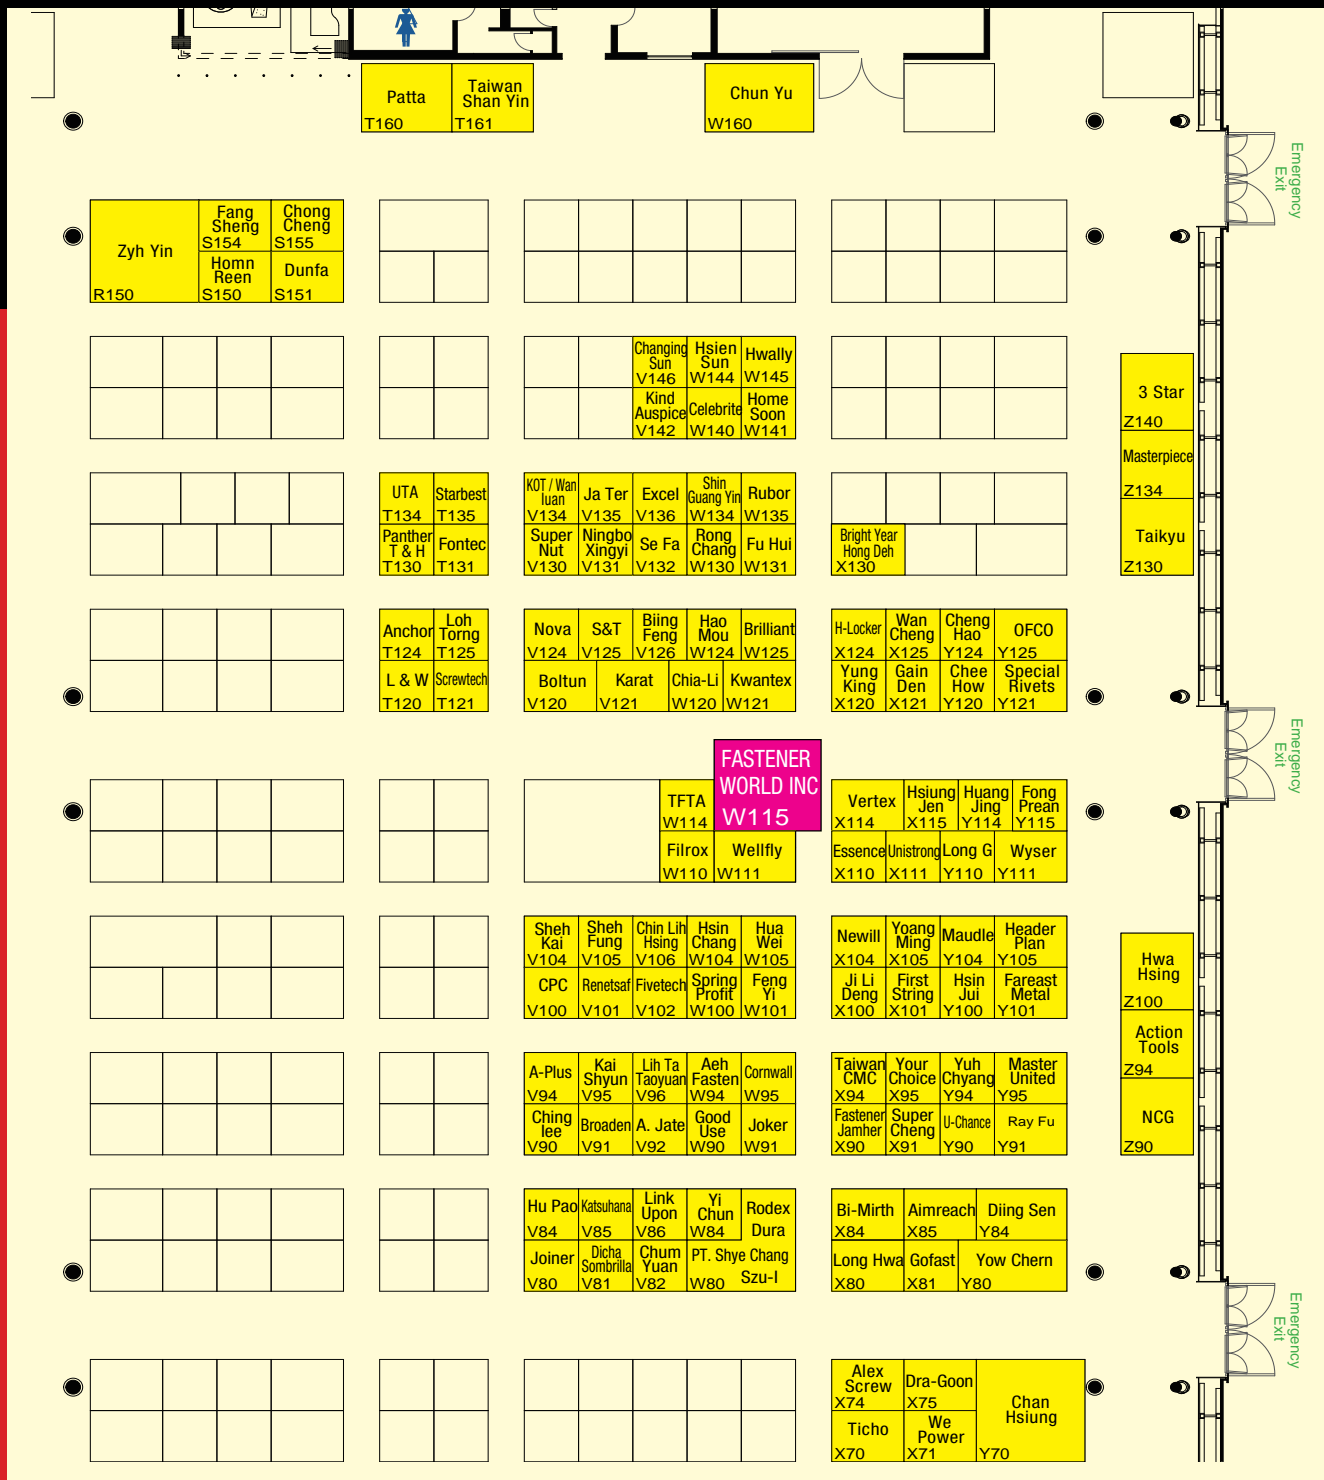 Patta
T160
Taiwan
Shan Yin
T161
Chun Yu
W160
Emergency
Exit
Zyh Yin
R150
Fang
Sheng
S154
Chong
Cheng
S155
Homn
Reen
S150
Dunfa
S151
Changing
Sun
V146
Hsien
Sun
W144
Hwally
W145
Kind
Auspice
V142
Celebrite
W140
Home
Soon
W141
3 Star
Z140
Masterpiece
Z134
Taikyu
Z130
UTA
T134
Starbest
T135
Panther
T & H
T130
Fontec
T131
KOT / Wan
Iuan
V134
Ja Ter
V135
Excel
V136
Shin
Guang Yin
W134
Rubor
W135
Super
Nut
V130
Ningbo
Xingyi
V131
Se Fa
V132
Rong
Chang
W130
Fu Hui
W131
Bright Year
Hong Deh
X130
Anchor
T124
Loh
Torng
T125
L & W
T120
Screwtech
T121
Nova
V124
S&T
V125
Biing
Feng
V126
Hao
Mou
W124
Brilliant
W125
Boltun
V120
Karat
V121
Chia-Li
W120
Kwantex
W121
H-Locker
X124
Wan
Cheng
X125
Cheng
Hao
Y124
OFCO
Y125
Yung
King
X120
Gain
Den
X121
Chee
How
Y120
Special
Rivets
Y121
Emergency
Exit
FASTENER
WORLD INC
W115
TFTA
W114
Filrox
W110
Wellfly
W111
Vertex
X114
Hsiung
Jen
X115
Huang
Jing
Y114
Fong
Prean
Y115
Essence
X110
Unistrong
X111
Long G
Y110
Wyser
Y111
Sheh
Kai
V104
Sheh
Fung
V105
Chin Lih
Hsing
V106
Hsin
Chang
W104
Hua
Wei
W105
CPC
V100
Renetsaf
V101
Fivetech
V102
Spring
Profit
W100
Feng
Yi
W101
Newill
X104
Yoang
Ming
X105
Maudle
Y104
Header
Plan
Y105
Ji Li
Deng
X100
First
String
X101
Hsin
Jui
Y100
Fareast
Metal
Y101
Hwa
Hsing
Z100
Action
Tools
Z94
NCG
Z90
A-Plus
V94
Kai
Shyun
V95
Lih Ta
Taoyuan
V96
Aeh
Fasten
W94
Cornwall
W95
Ching
lee
V90
Broaden
V91
A. Jate
V92
Good
Use
W90
Joker
W91
Taiwan
CMC
X94
Your
Choice
X95
Yuh
Chyang
Y94
Master
United
Y95
Fastener
Jamher
X90
Super
Cheng
X91
U-Chance
Y90
Ray Fu
Y91
Hu Pao
V84
Katsuhana
V85
Link
Upon
V86
Yi
Chun
W84
Rodex
Dura
Joiner
V80
Dicha
Sombrilla
V81
Chum
Yuan
V82
PT. Shye Chang
Szu-I
W80
Bi-Mirth
X84
Aimreach
X85
Diing Sen
Y84
Long Hwa
X80
Gofast
X81
Yow Chern
Y80
Emergency
Exit
Alex
Screw
X74
Dra-Goon
X75
Chan
Hsiung
Y70
Ticho
X70
We
Power
X71